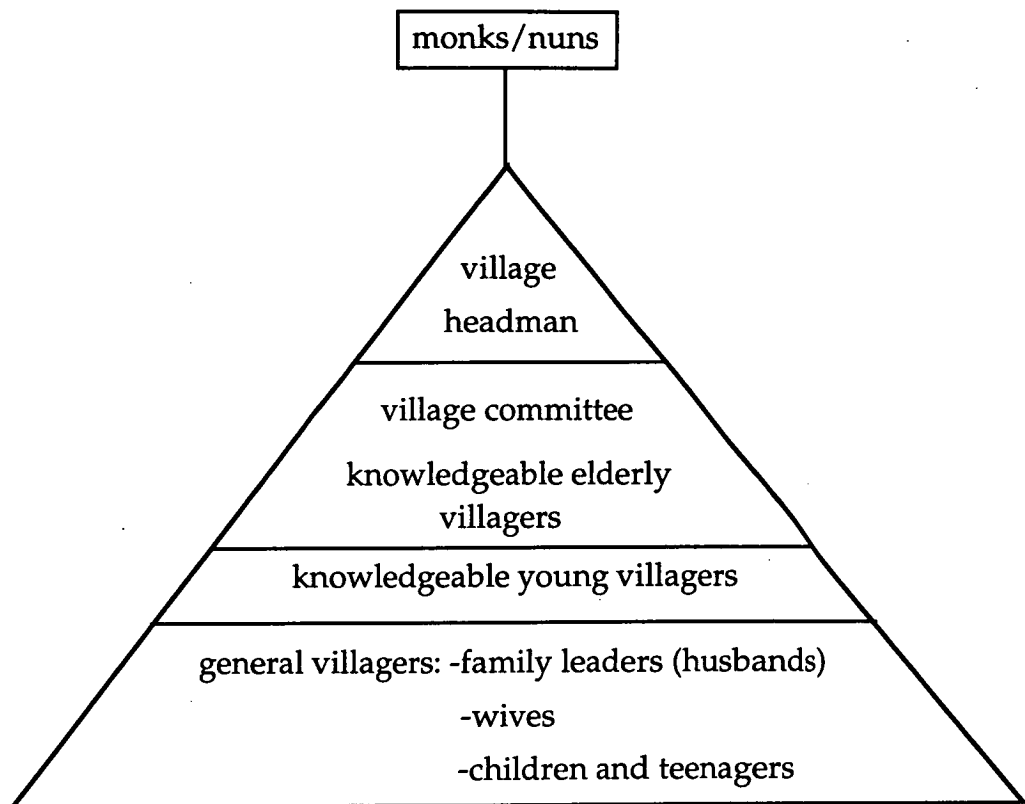 monks/nuns
village
headman
village committee
knowledgeable elderly
villagers
knowledgeable young villagers
general villagers: -family leaders (husbands)
-wives
-children and teenagers